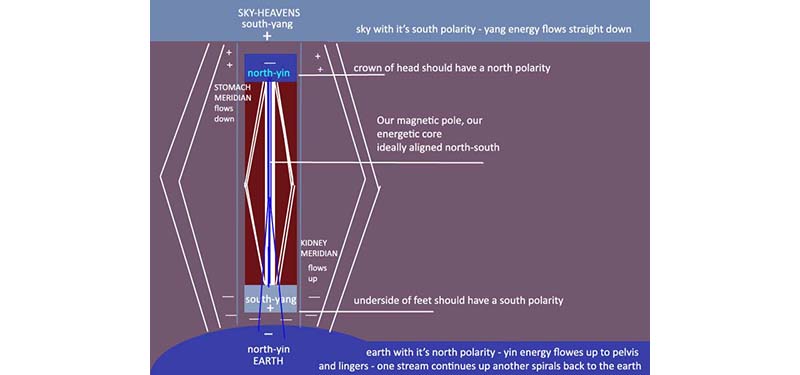 SKY-HEAVENS
south-yang
+
sky with it's south polarity - yang energy flows straight down
+
+
+
+
—
north-yin
crown of head should have a north polarity
STOMACH
MERIDIAN
flows
down
Our magnetic pole, our
energetic core
ideally aligned north-south
KIDNEY
MERIDIAN
flows
up
south-yang
+
underside of feet should have a south polarity
—
north-yin
EARTH
earth with it's north polarity - yin energy flowes up to pelvis
and lingers - one stream continues up another spirals back to the earth